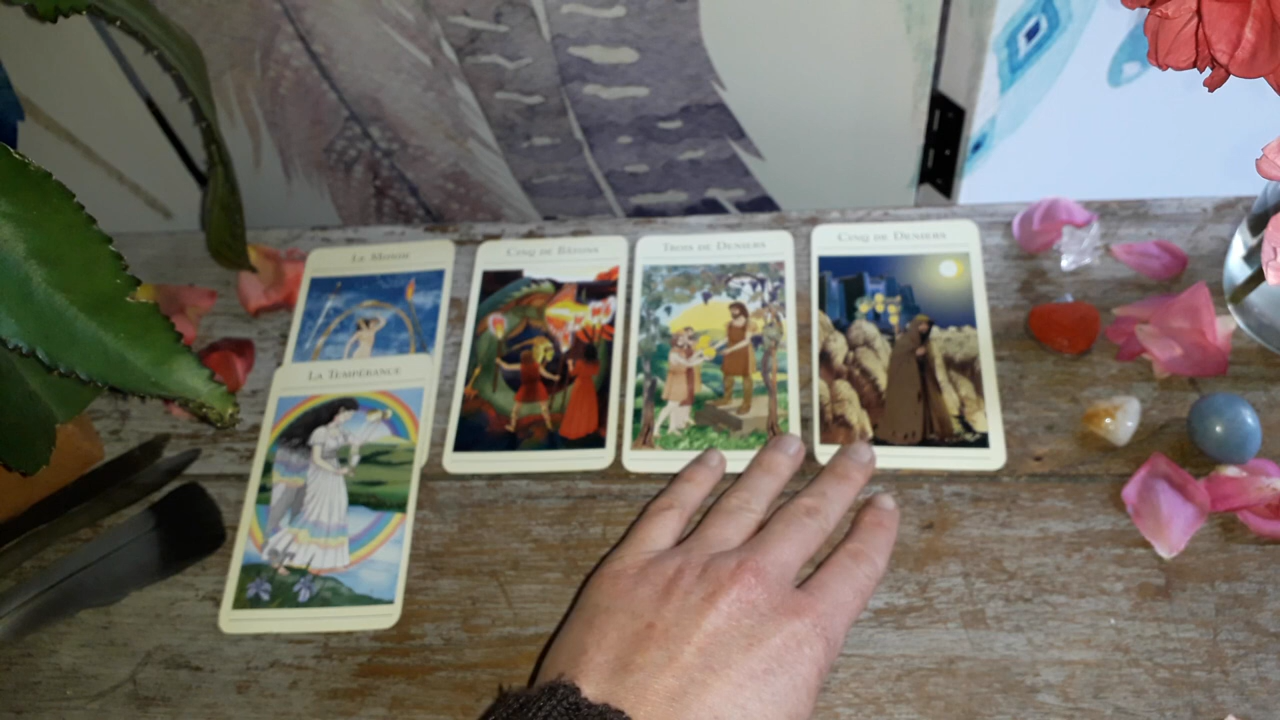 Le Monde
Cinq de Bâtons
Trois de Deniers
Cinq de Deniers
La Tempérance